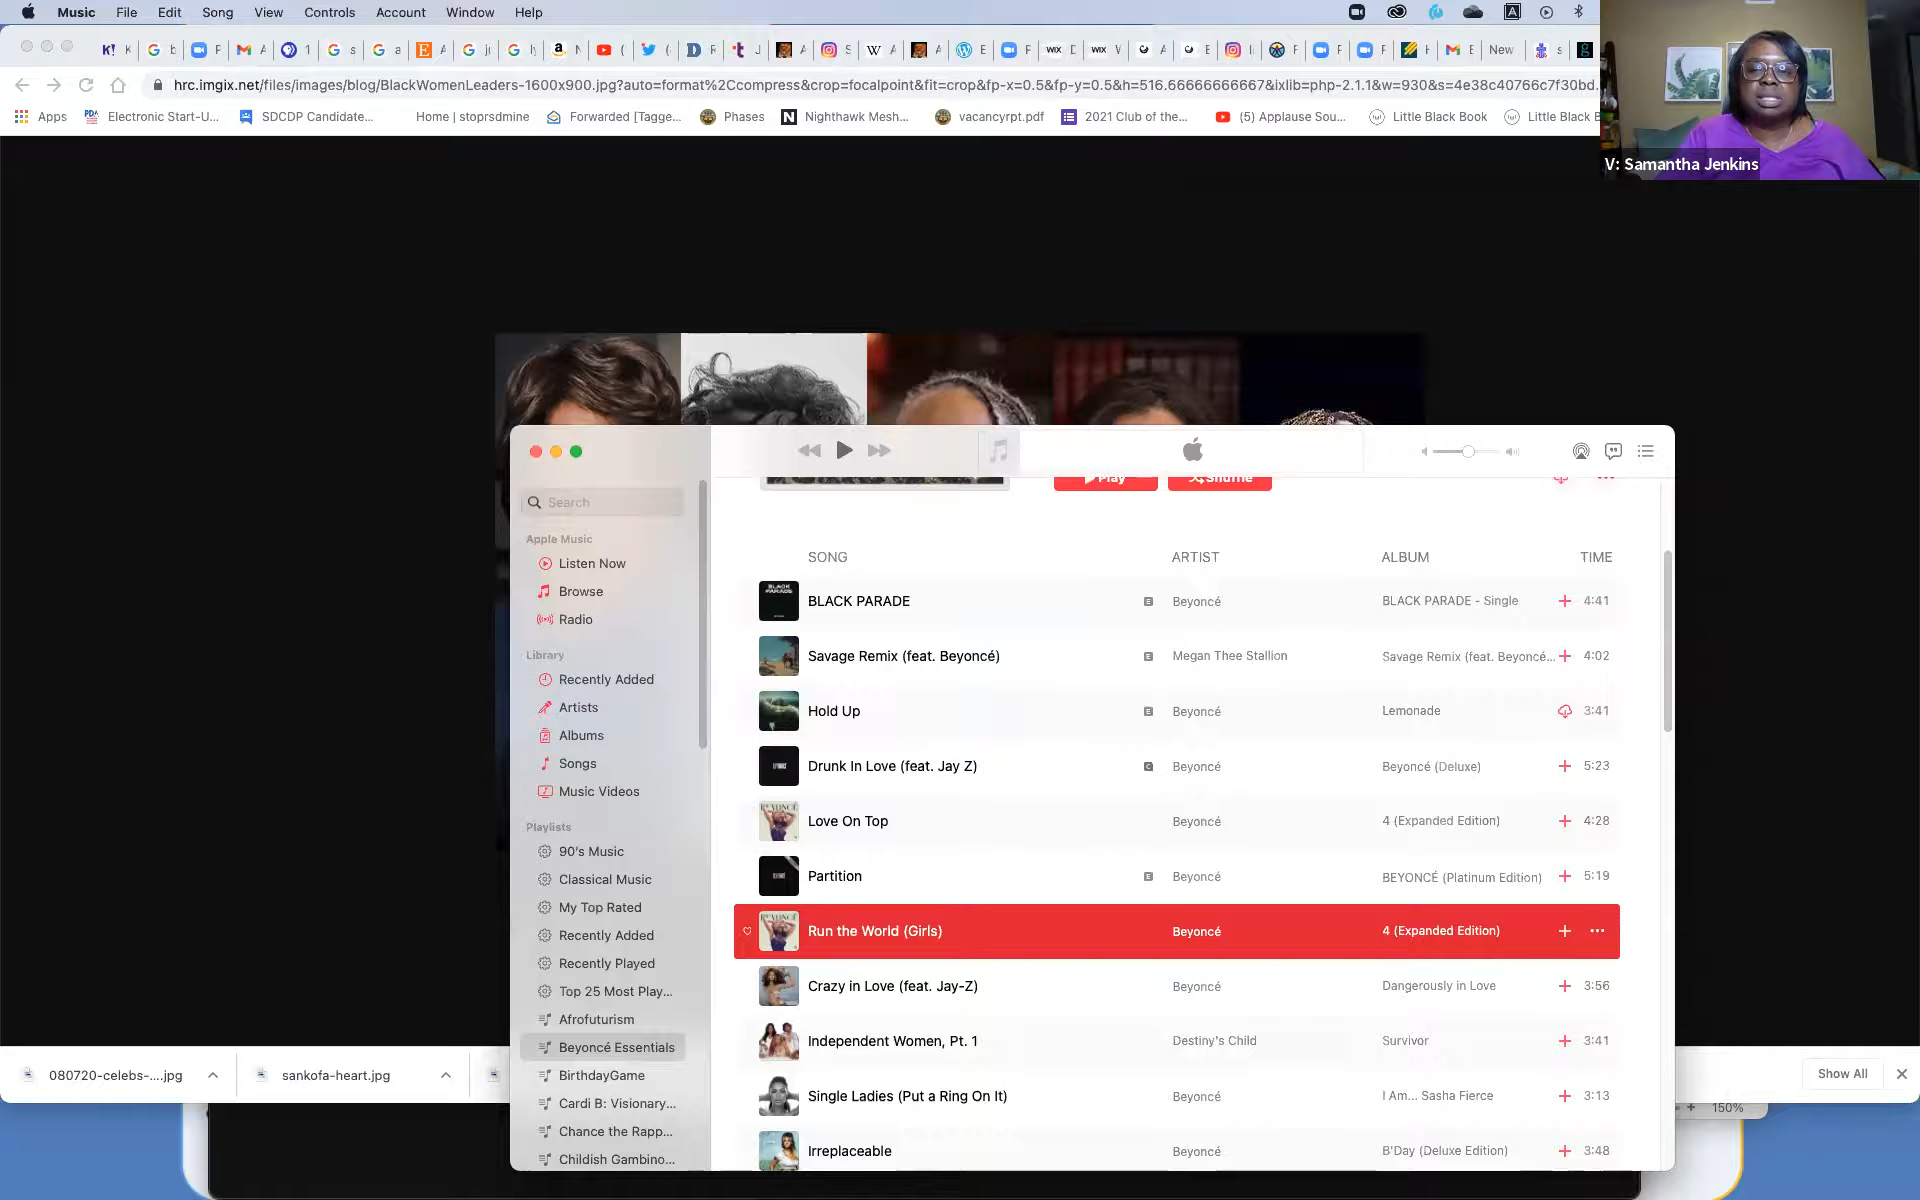 Music File Edit Song View Controls Account Window Help
New
hrc.imgix.net/files/images/blog/BlackWomenLeaders-1600x900.jpg?auto=format%2Ccompress&crop=focalpoint&fit=crop&fp-x=0.5&fp-y=0.5&h=516.66666666667&ixlib=php-2.1.1&w=930&s=4e38c40766c7f30bd.
Apps Electronic Start-U... SDCDP Candidate... Home | stoprsdmine Forwarded [Tagge... Phases Nighthawk Mesh... vacancyrpt.pdf 2021 Club of the... (5) Applause Sou... Little Black Book Little Black B
V: Samantha Jenkins
Play Shuffle
Search
Apple Music
Listen Now
Browse
Radio
Library
Recently Added
Artists
Albums
Songs
Music Videos
Playlists
90's Music
Classical Music
My Top Rated
Recently Added
Recently Played
Top 25 Most Play...
Afrofuturism
Beyoncé Essentials
BirthdayGame
Cardi B: Visionary...
Chance the Rapp...
Childish Gambino...
SONG ARTIST ALBUM TIME
BLACK PARADE E Beyoncé BLACK PARADE - Single 4:41
Savage Remix (feat. Beyoncé) E Megan Thee Stallion Savage Remix (feat. Beyoncé... 4:02
Hold Up E Beyoncé Lemonade 3:41
Drunk In Love (feat. Jay Z) C Beyoncé Beyoncé (Deluxe) 5:23
Love On Top Beyoncé 4 (Expanded Edition) 4:28
Partition E Beyoncé BEYONCÉ (Platinum Edition) 5:19
Run the World (Girls) Beyoncé 4 (Expanded Edition)
Crazy in Love (feat. Jay-Z) Beyoncé Dangerously in Love 3:56
Independent Women, Pt. 1 Destiny's Child Survivor 3:41
Single Ladies (Put a Ring On It) Beyoncé I Am... Sasha Fierce 3:13
Irreplaceable Beyoncé B'Day (Deluxe Edition) 3:48
080720-celebs-....jpg sankofa-heart.jpg Show All
150%